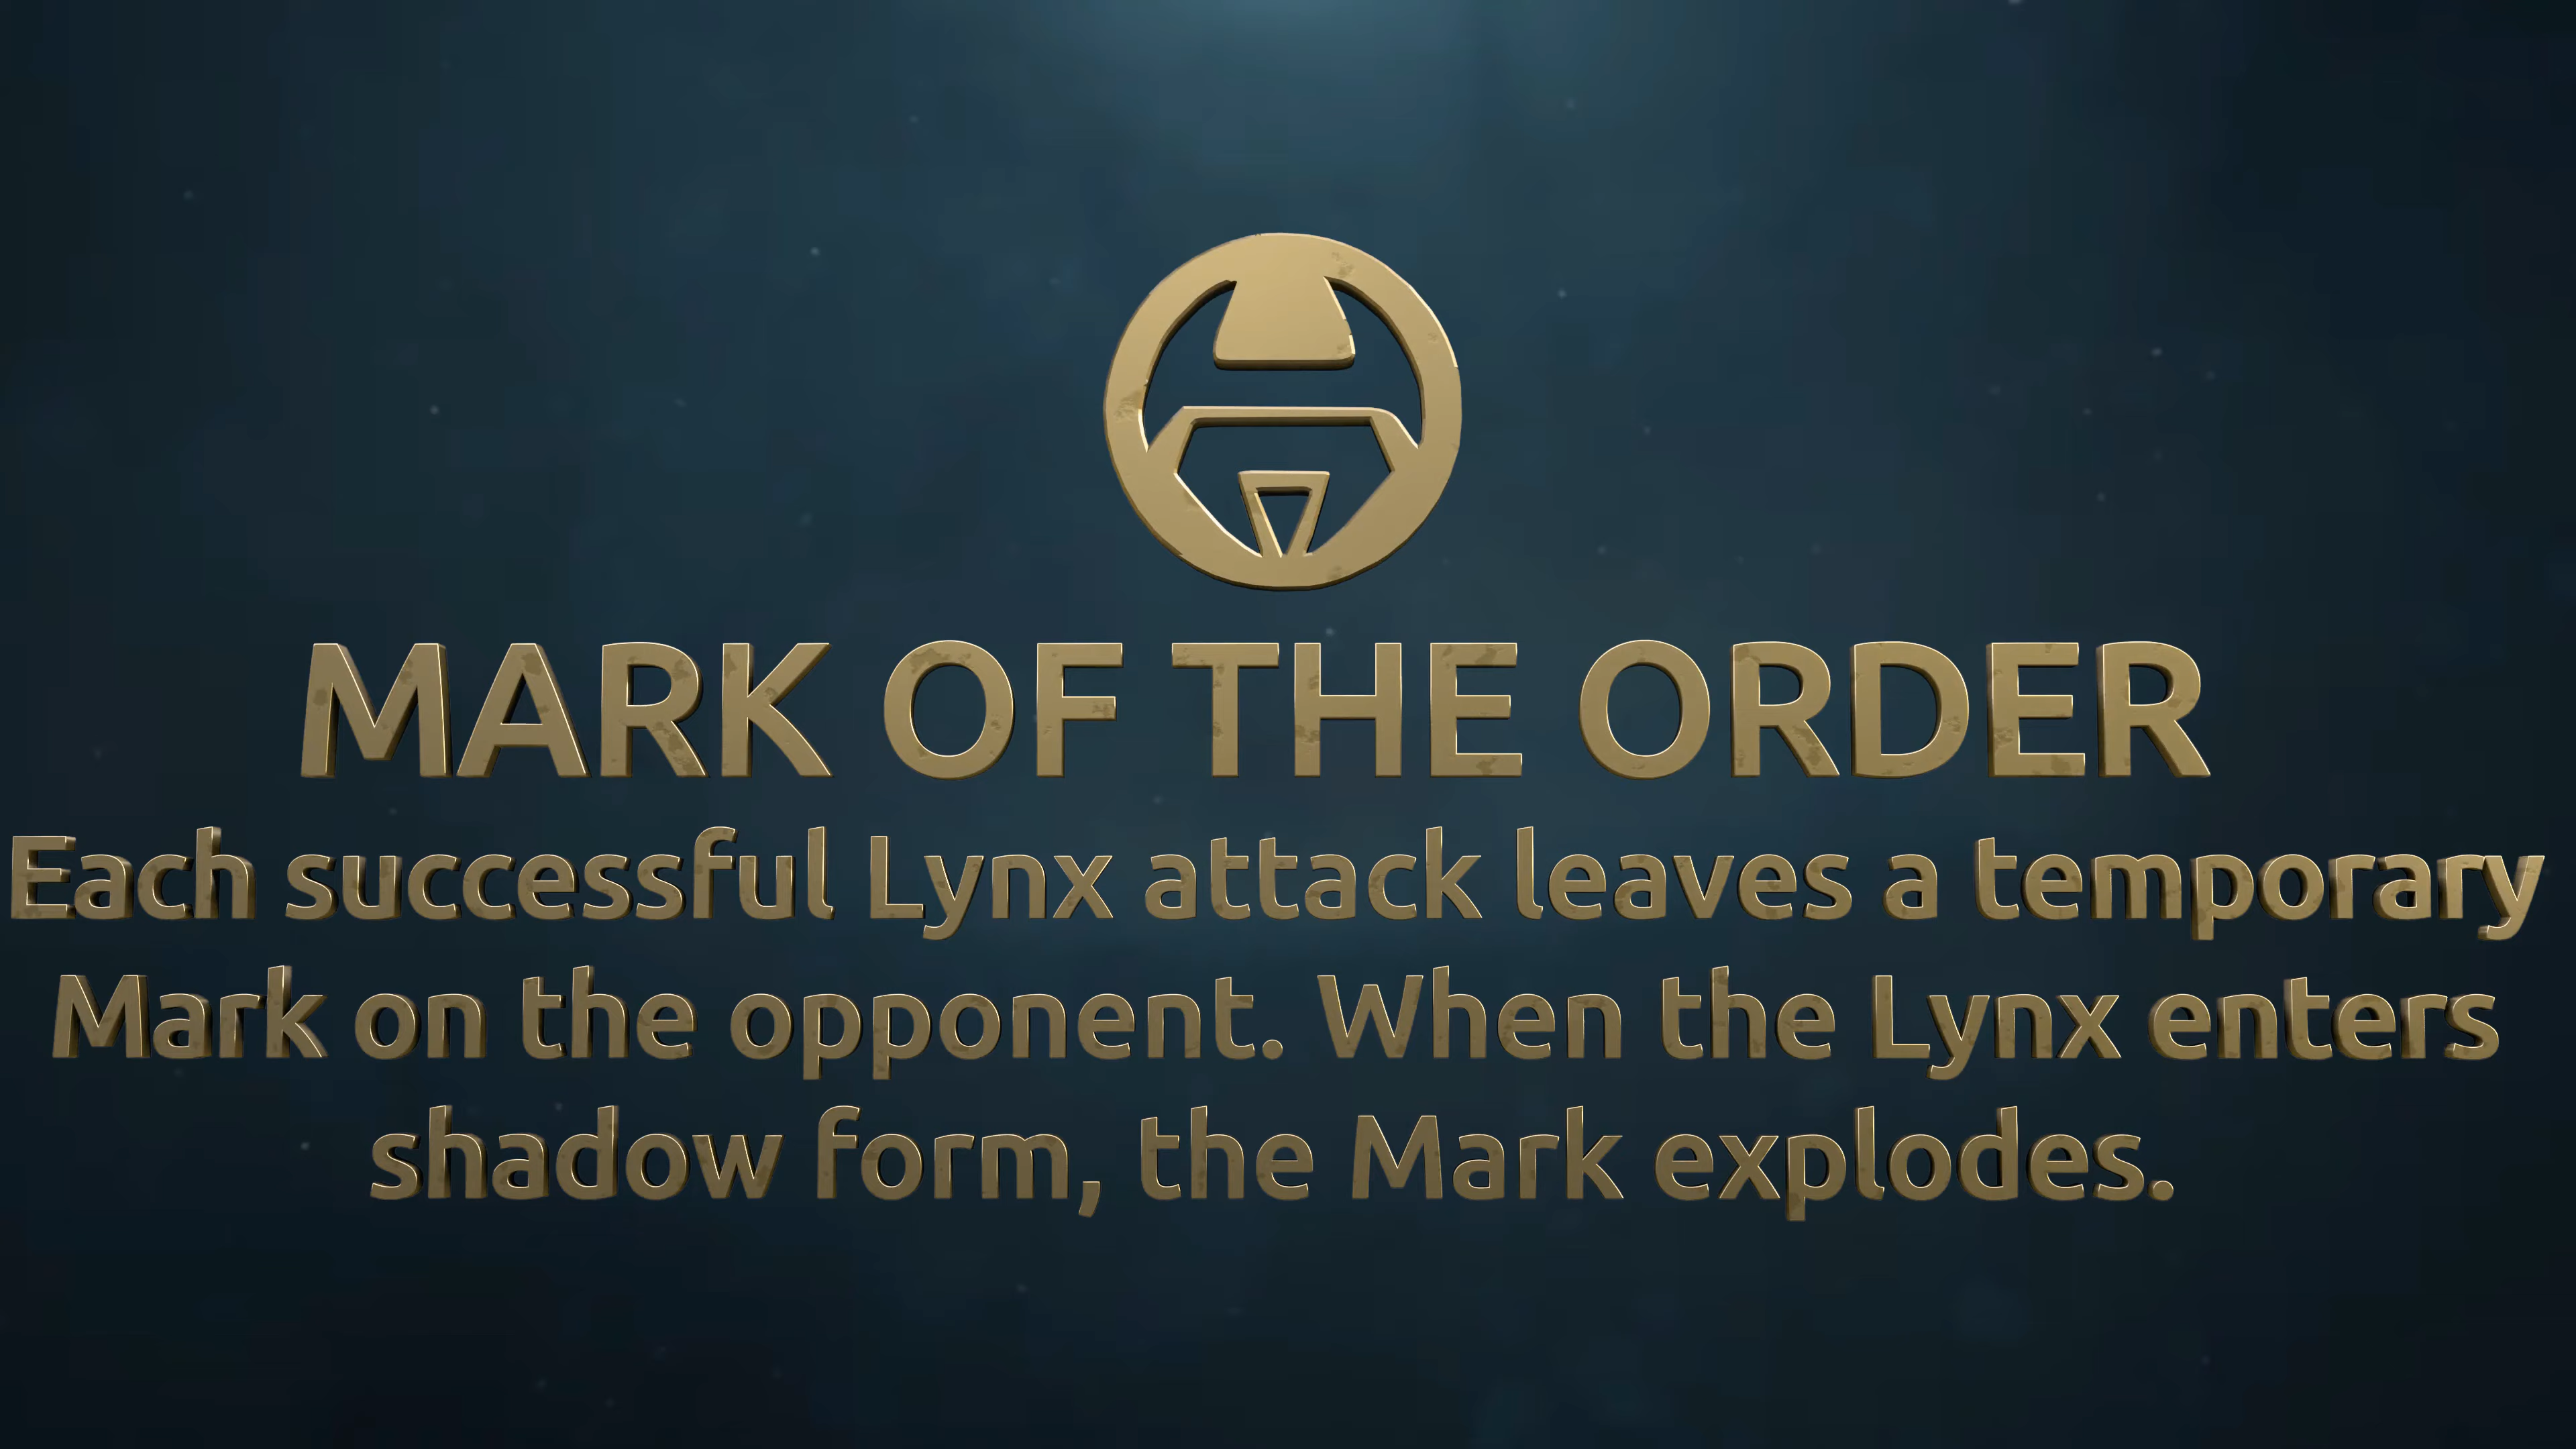 MARK OF THE ORDER
Each successful Lynx attack leaves a temporary
Mark on the opponent. When the Lynx enters
shadow form, the Mark explodes.